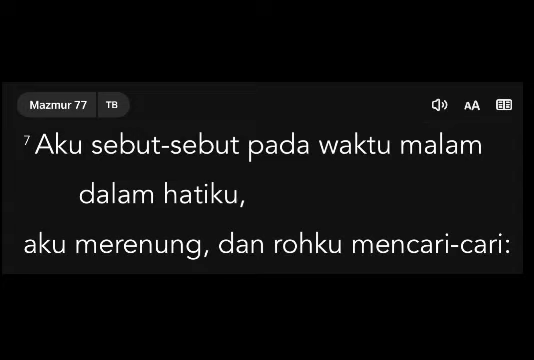 Mazmur 77 TB AA
7 Aku sebut-sebut pada waktu malam
dalam hatiku,
aku merenung, dan rohku mencari-cari: